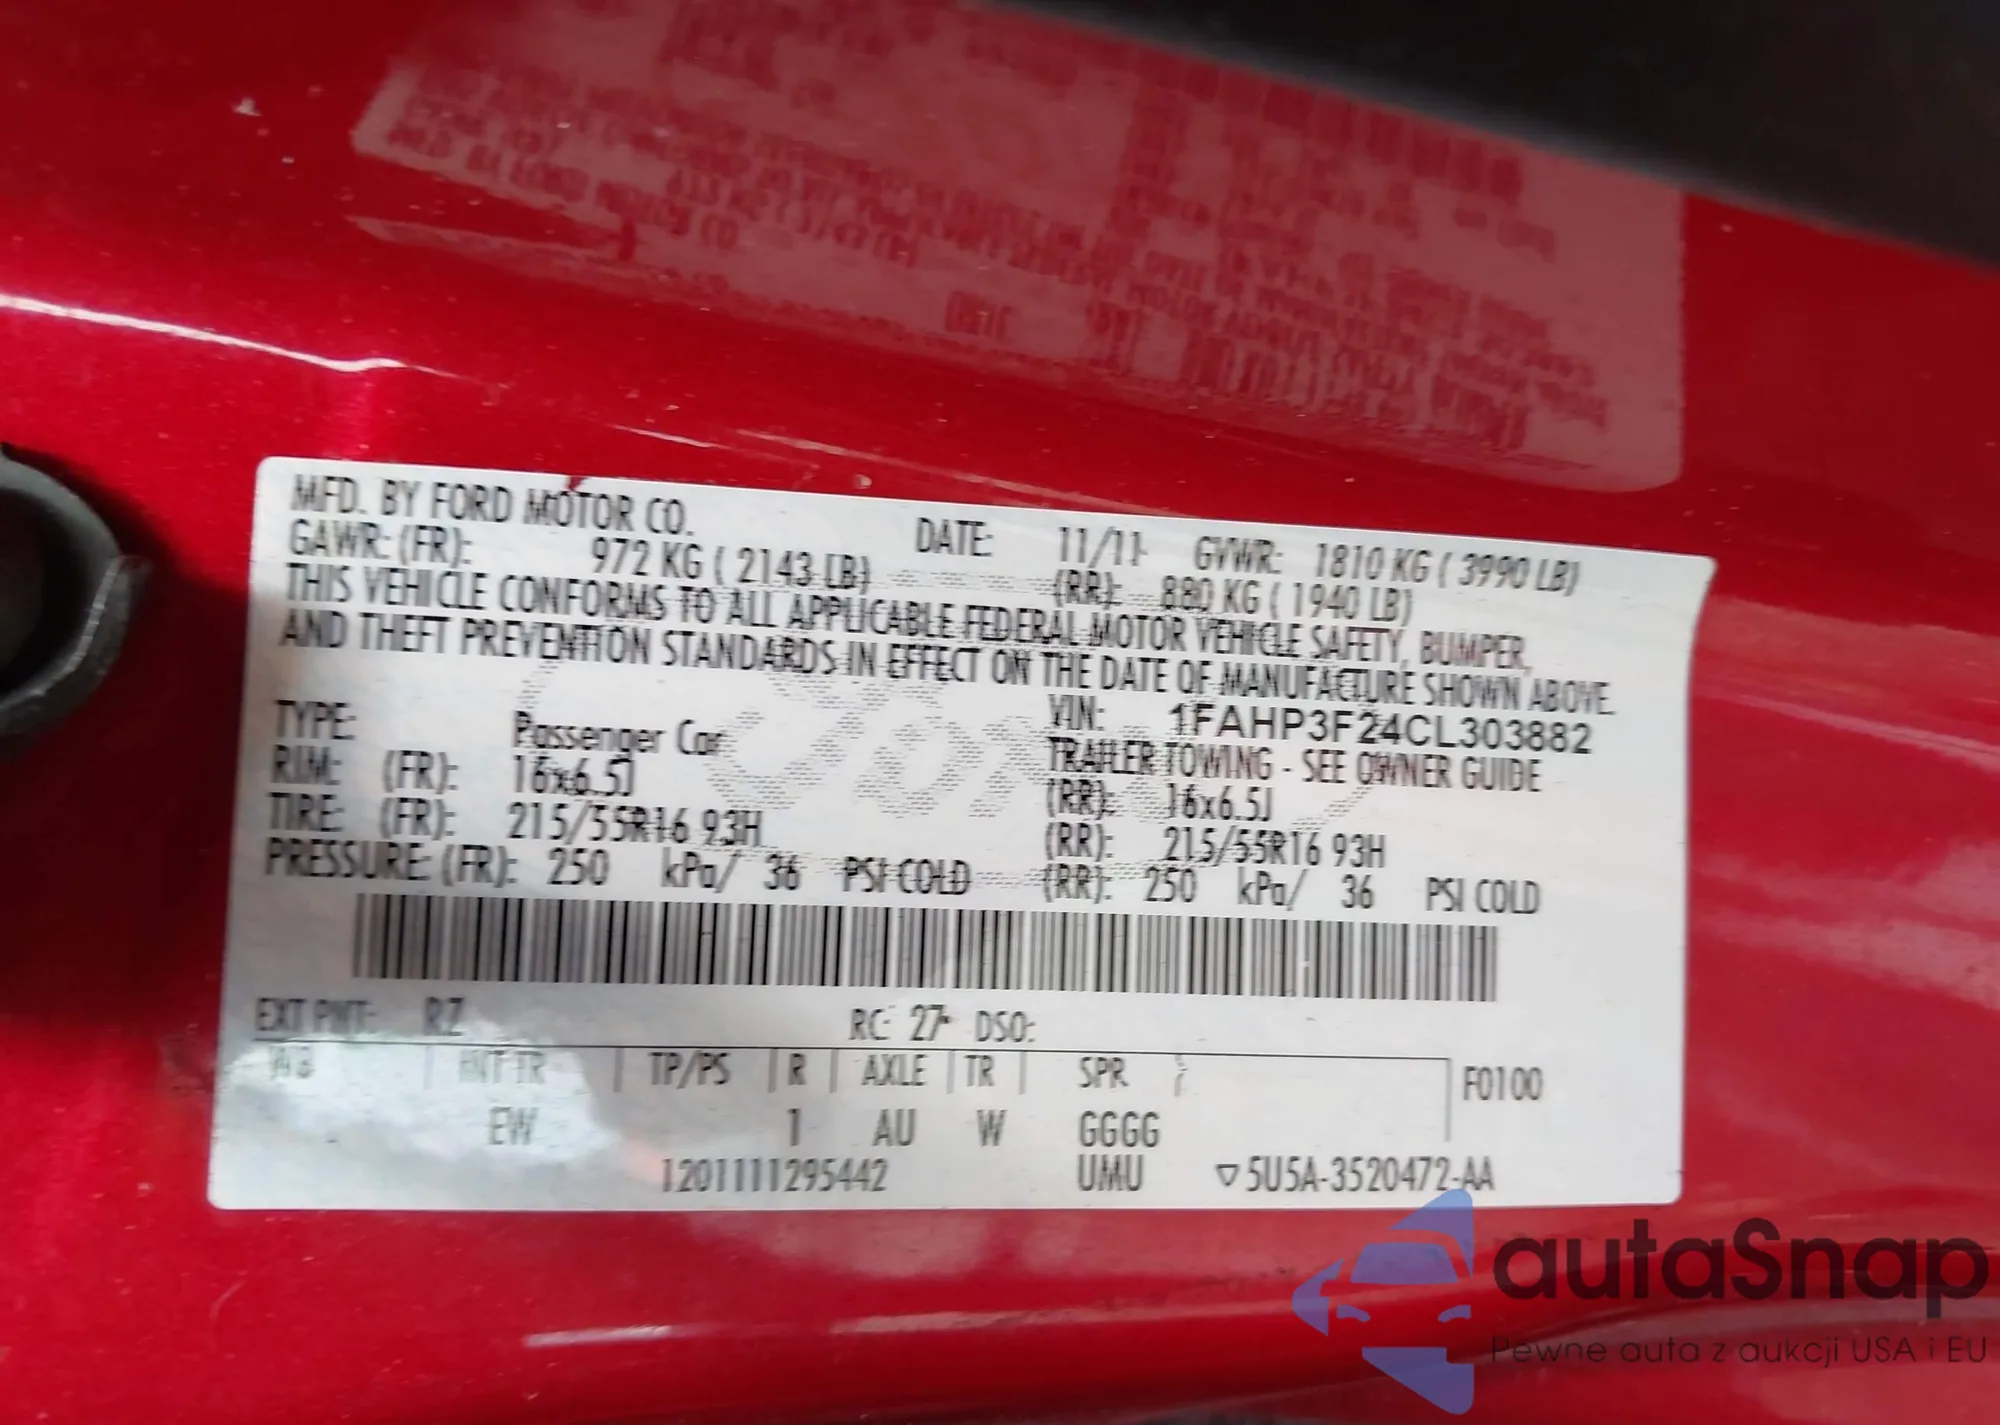 MFD. BY FORD MOTOR CO. DATE: 11/11 GVWR: 1810 KG ( 3990 LB)
GAWR: (FR): 972 KG ( 2143 LB) (RR): 880 KG ( 1940 LB)
THIS VEHICLE CONFORMS TO ALL APPLICABLE FEDERAL MOTOR VEHICLE SAFETY, BUMPER,
AND THEFT PREVENTION STANDARDS IN EFFECT ON THE DATE OF MANUFACTURE SHOWN ABOVE.
VIN: 1FAHP3F24CL303882
TYPE: Passenger Car TRAILER TOWING - SEE OWNER GUIDE
RIM: (FR): 16x6.5J (RR): 16x6.5J
TIRE: (FR): 215/55R16 93H (RR): 215/55R16 93H
PRESSURE: (FR): 250 kPa/ 36 PSI COLD (RR): 250 kPa/ 36 PSI COLD
EXT PNT: RZ RC: 27 DSO:
WB INT TR TP/PS R AXLE TR SPR F0100
EW 1 AU W GGGG
1201111295442 UMU ▽5U5A-3520472-AA
autaSnap
Pewne auta z aukcji USA i EU